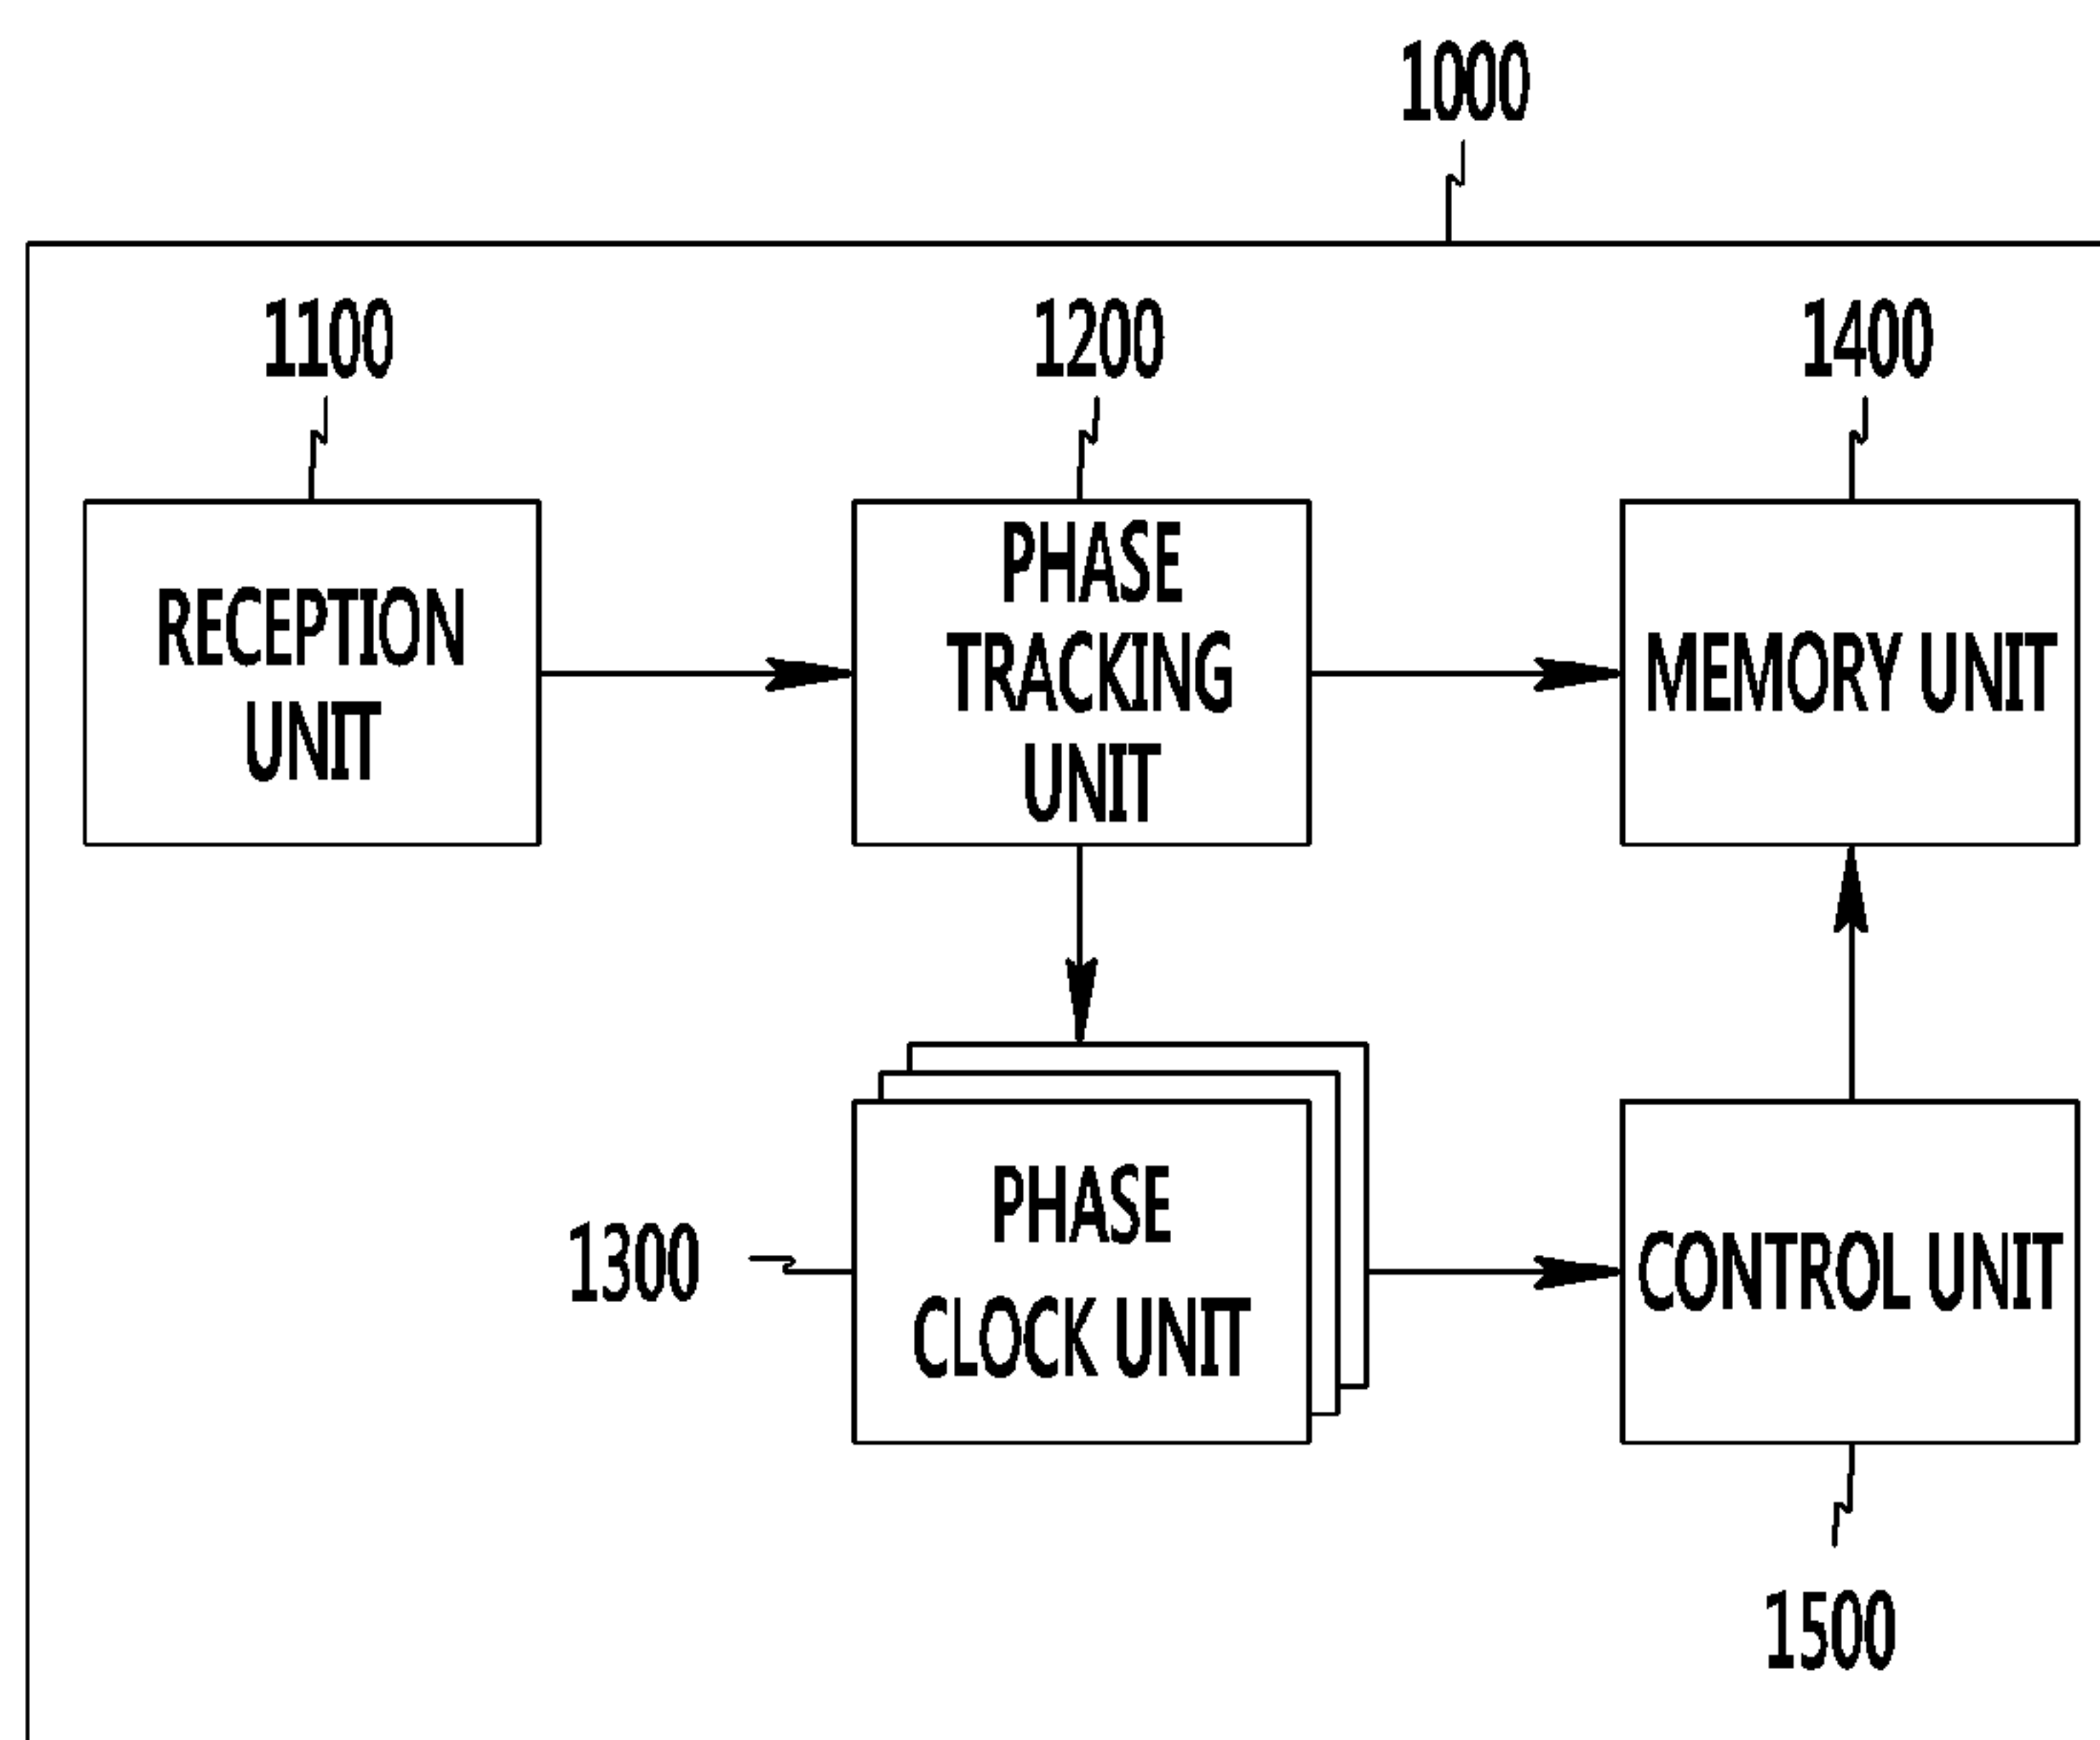 1000
1100
1200
1400
RECEPTION
UNIT
PHASE
TRACKING
UNIT
MEMORY UNIT
1300
PHASE
CLOCK UNIT
CONTROL UNIT
1500